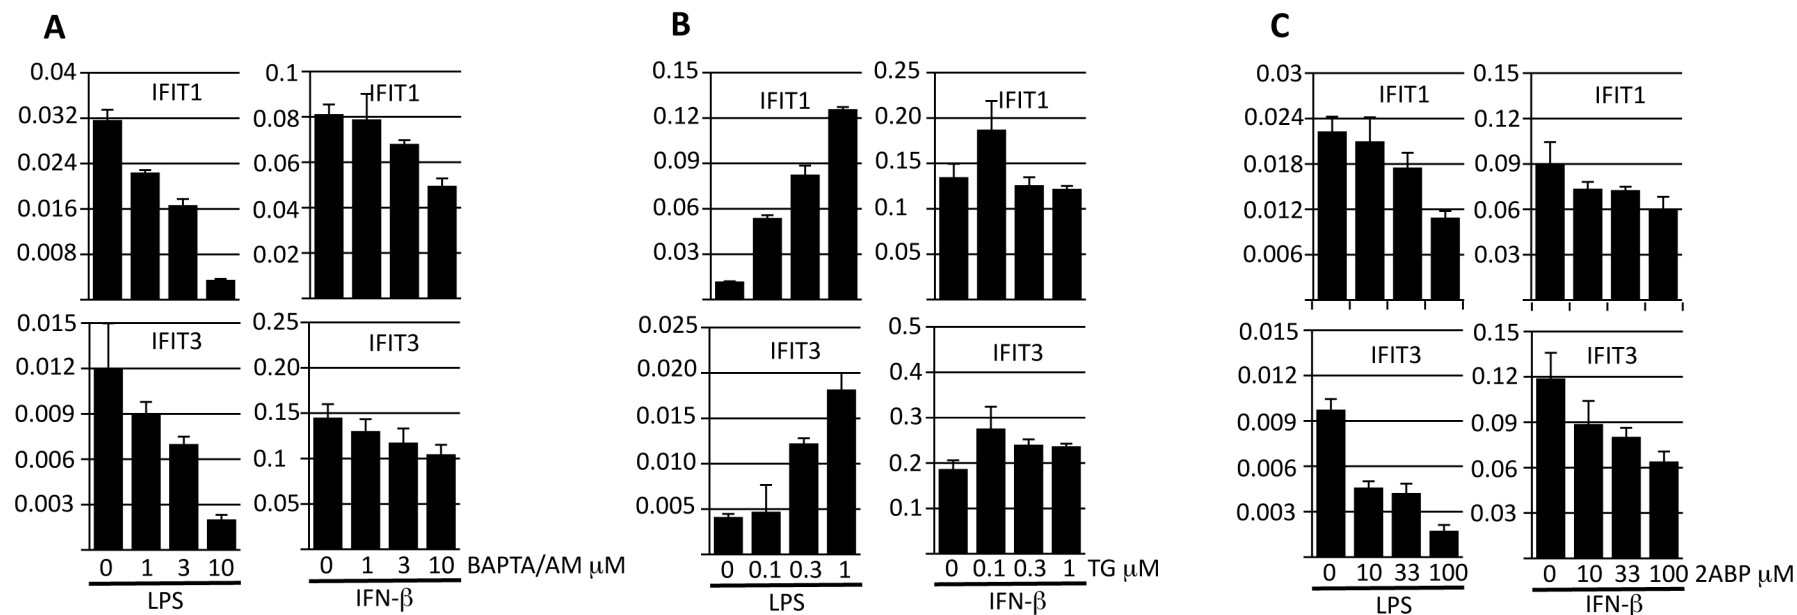 A
0.04
0.032
0.024
0.016
0.008
IFIT1
0.1
0.08
0.06
0.04
0.02
IFIT1
0.015
0.012
0.009
0.006
0.003
IFIT3
0 1 3 10
LPS
0.25
0.20
0.15
0.1
0.05
IFIT3
0 1 3 10 BAPTA/AM μM
IFN-β
B
0.15
0.12
0.09
0.06
0.03
IFIT1
0.25
0.20
0.15
0.1
0.05
IFIT1
0.025
0.020
0.015
0.010
0.005
IFIT3
0 0.1 0.3 1
LPS
0.5
0.4
0.3
0.2
0.1
IFIT3
0 0.1 0.3 1 TG μM
IFN-β
C
0.03
0.024
0.018
0.012
0.006
IFIT1
0.15
0.12
0.09
0.06
0.03
IFIT1
0.015
0.012
0.009
0.006
0.003
IFIT3
0 10 33 100
LPS
0.15
0.12
0.09
0.06
0.03
IFIT3
0 10 33 100 2ABP μM
IFN-β